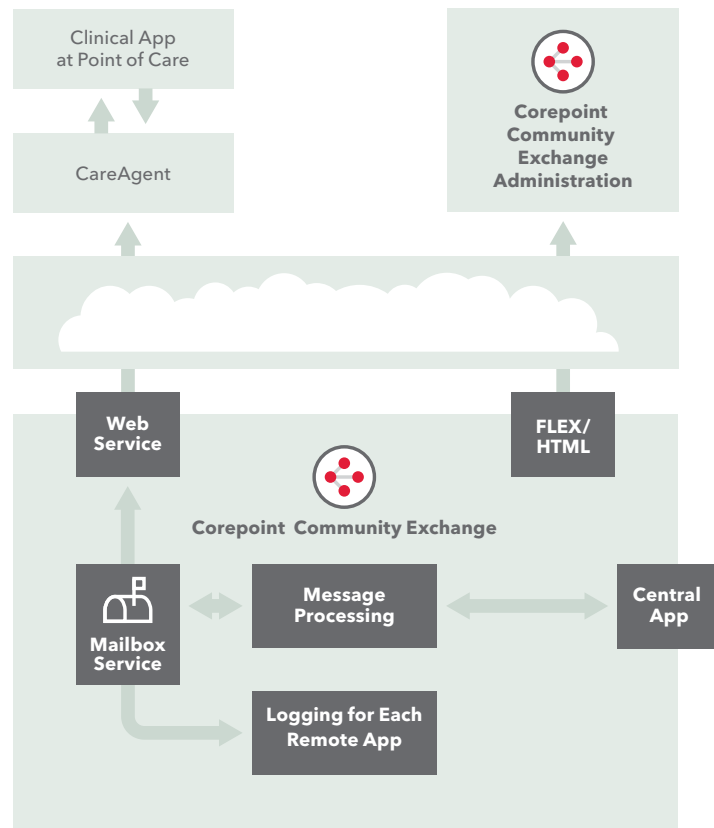 Clinical App
at Point of Care
Corepoint
Community
Exchange
Administration
CareAgent
Web
Service
FLEX/
HTML
Corepoint Community Exchange
Mailbox
Service
Message
Processing
Central
App
Logging for Each
Remote App